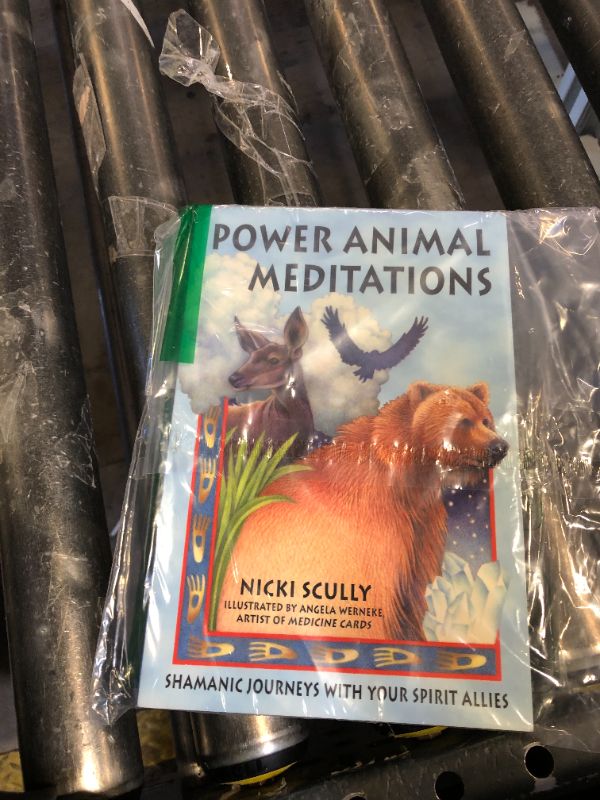 POWER ANIMAL
MEDITATIONS
NICKI SCULLY
ILLUSTRATED BY ANGELA WERNEKE,
ARTIST OF MEDICINE CARDS
SHAMANIC JOURNEYS WITH YOUR SPIRIT ALLIES